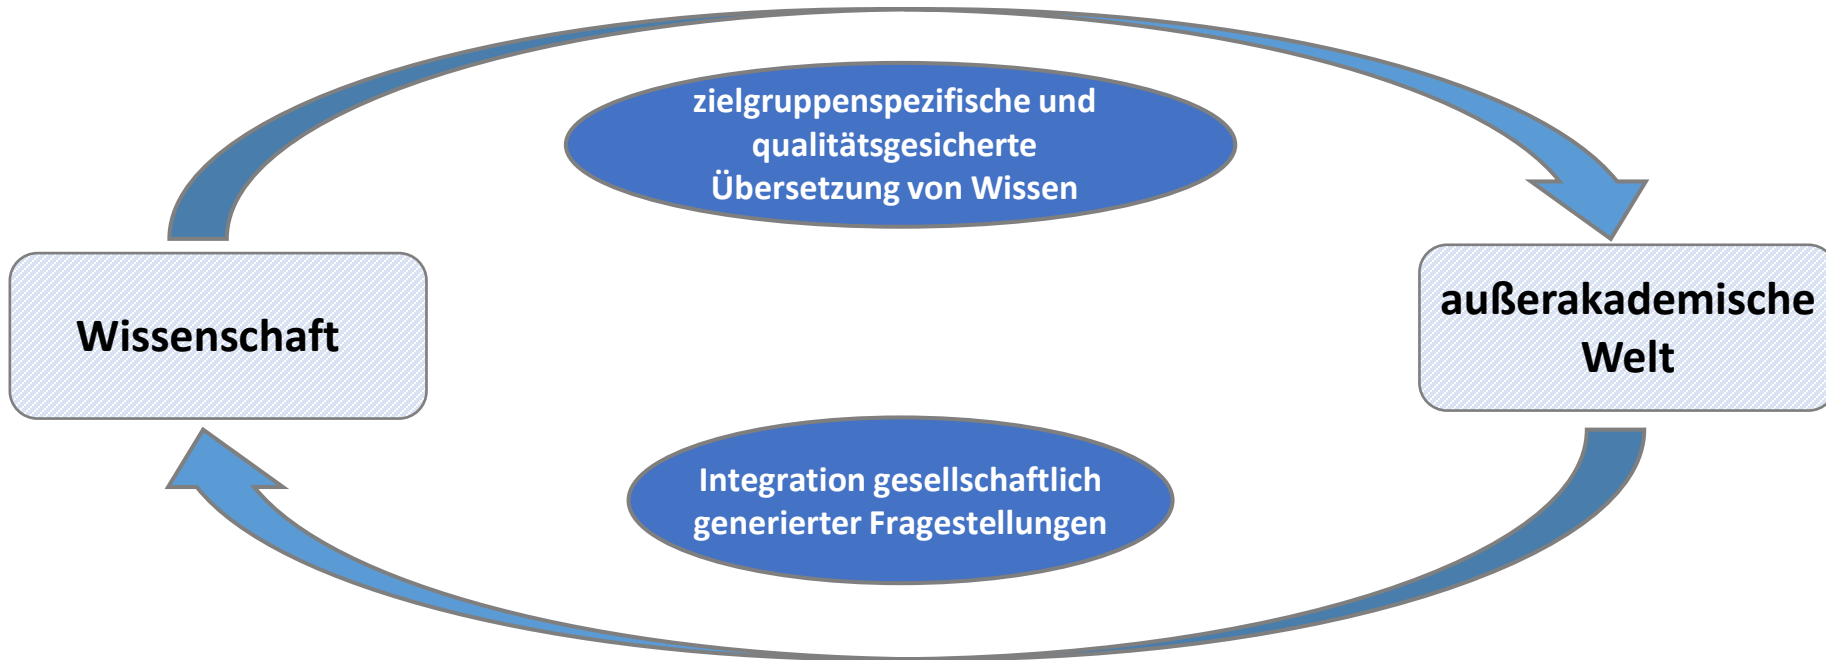 zielgruppenspezifische und
qualitätsgesicherte
Übersetzung von Wissen
Wissenschaft
außerakademische
Welt
Integration gesellschaftlich
generierter Fragestellungen